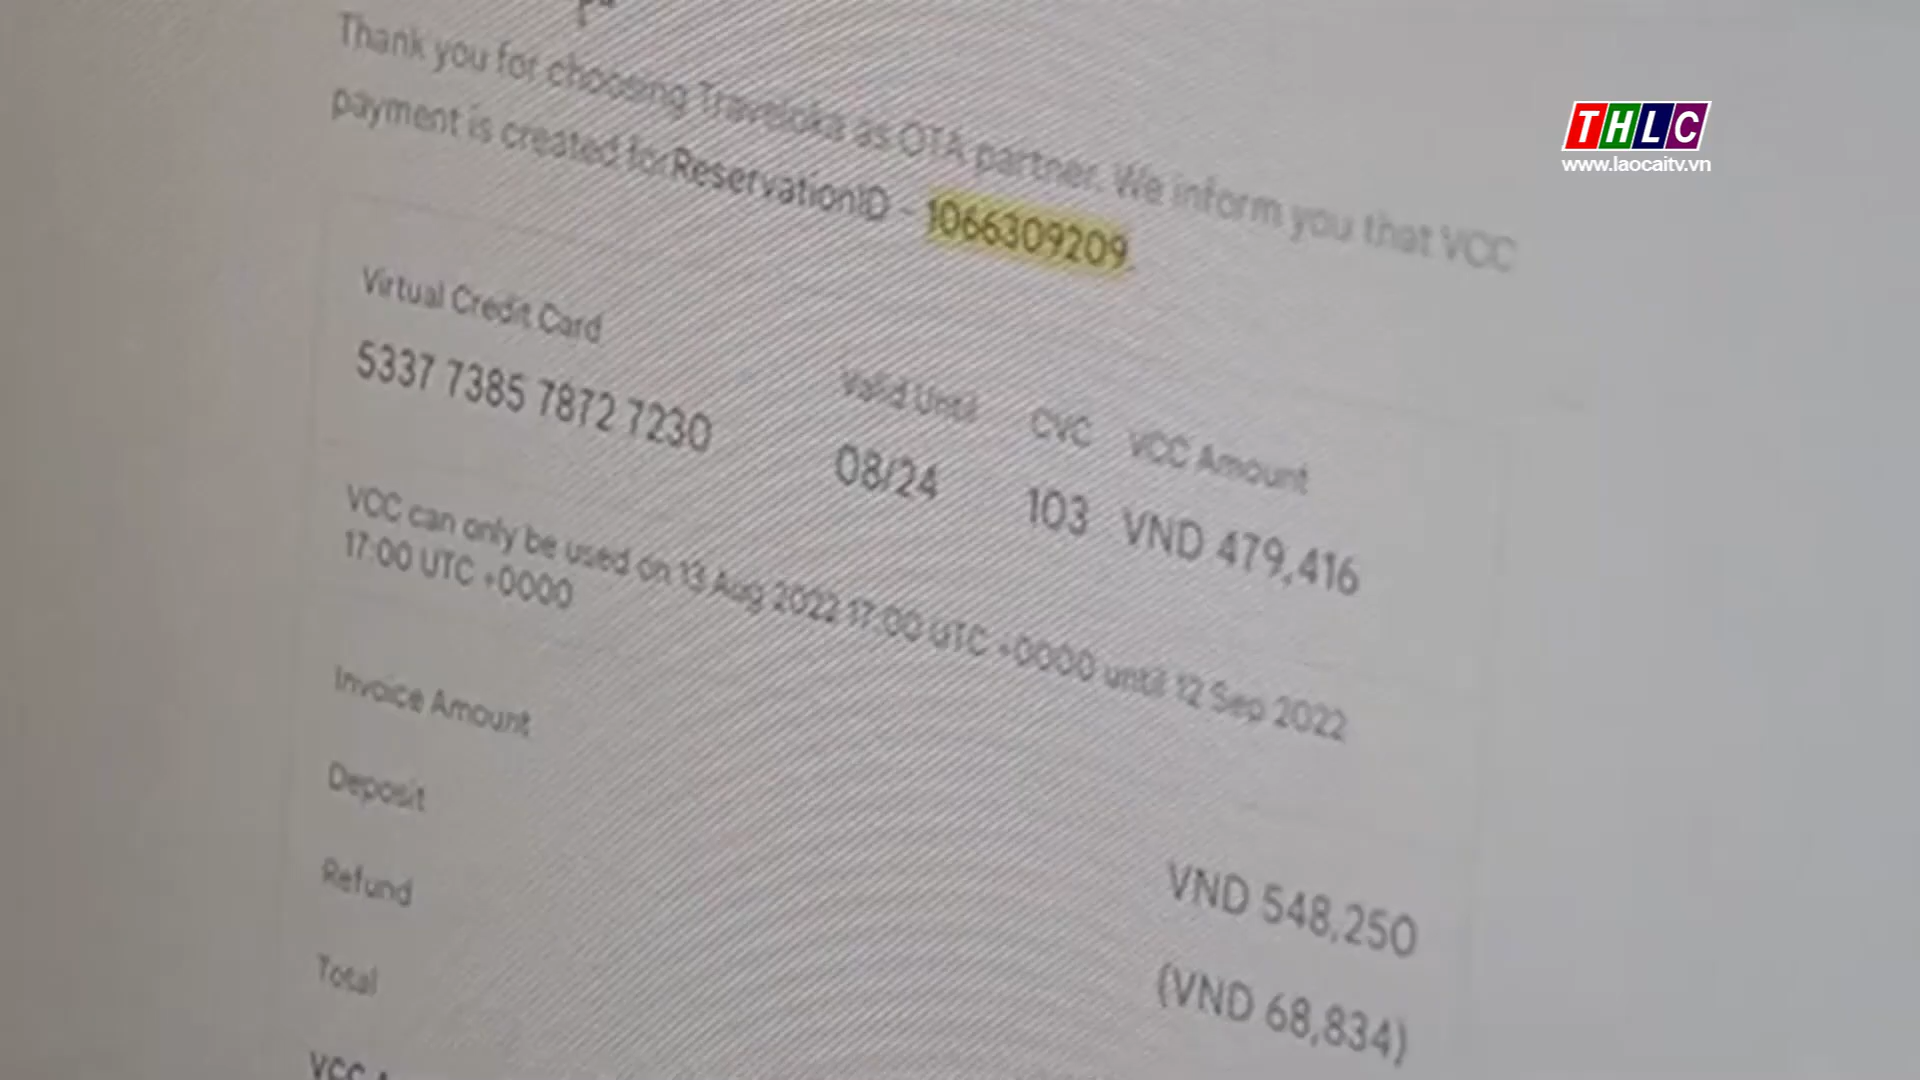 Thank you for choosing Traveloka as OTA partner. We inform you that VCC
payment is created for ReservationID - 1066309209.
Virtual Credit Card
5337 7385 7872 7230
Valid Until
08/24
CVC
103
VCC Amount
VND 479,416
VCC can only be used on 13 Aug 2022 17:00 UTC +0000 until 12 Sep 2022
17:00 UTC +0000
Invoice Amount
Deposit
VND 548,250
Refund
(VND 68,834)
Total
VCC
THLC
www.laocaitv.vn